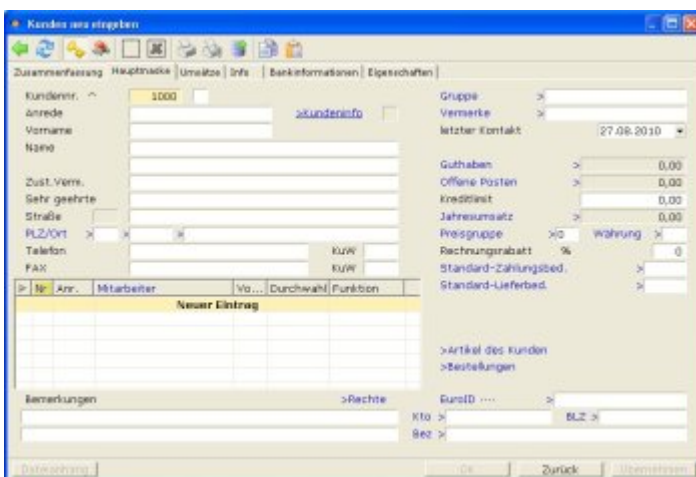 Kunden neu eingeben
Zusammenfassung Hauptmaske Umsätze Info Bankinformationen Eigenschaften
Kundennr. ^ 1000
Anrede >Kundeninfo
Vorname
Name
Zust.Verm.
Sehr geehrte
Straße
PLZ/Ort > > >
Telefon KuW
FAX KuW
> Nr Anr. Mitarbeiter Vo... Durchwahl Funktion
Neuer Eintrag
Bemerkungen >Rechte
Gruppe >
Vermerke >
letzter Kontakt 27.08.2010
Guthaben > 0,00
Offene Posten > 0,00
Kreditlimit 0,00
Jahresumsatz > 0,00
Preisgruppe >0 Währung >
Rechnungsrabatt % 0
Standard-Zahlungsbed. >
Standard-Lieferbed. >
>Artikel des Kunden
>Bestellungen
EuroID ---- >
Kto > BLZ >
Bez >
Dateianhang OK Zurück Übernehmen